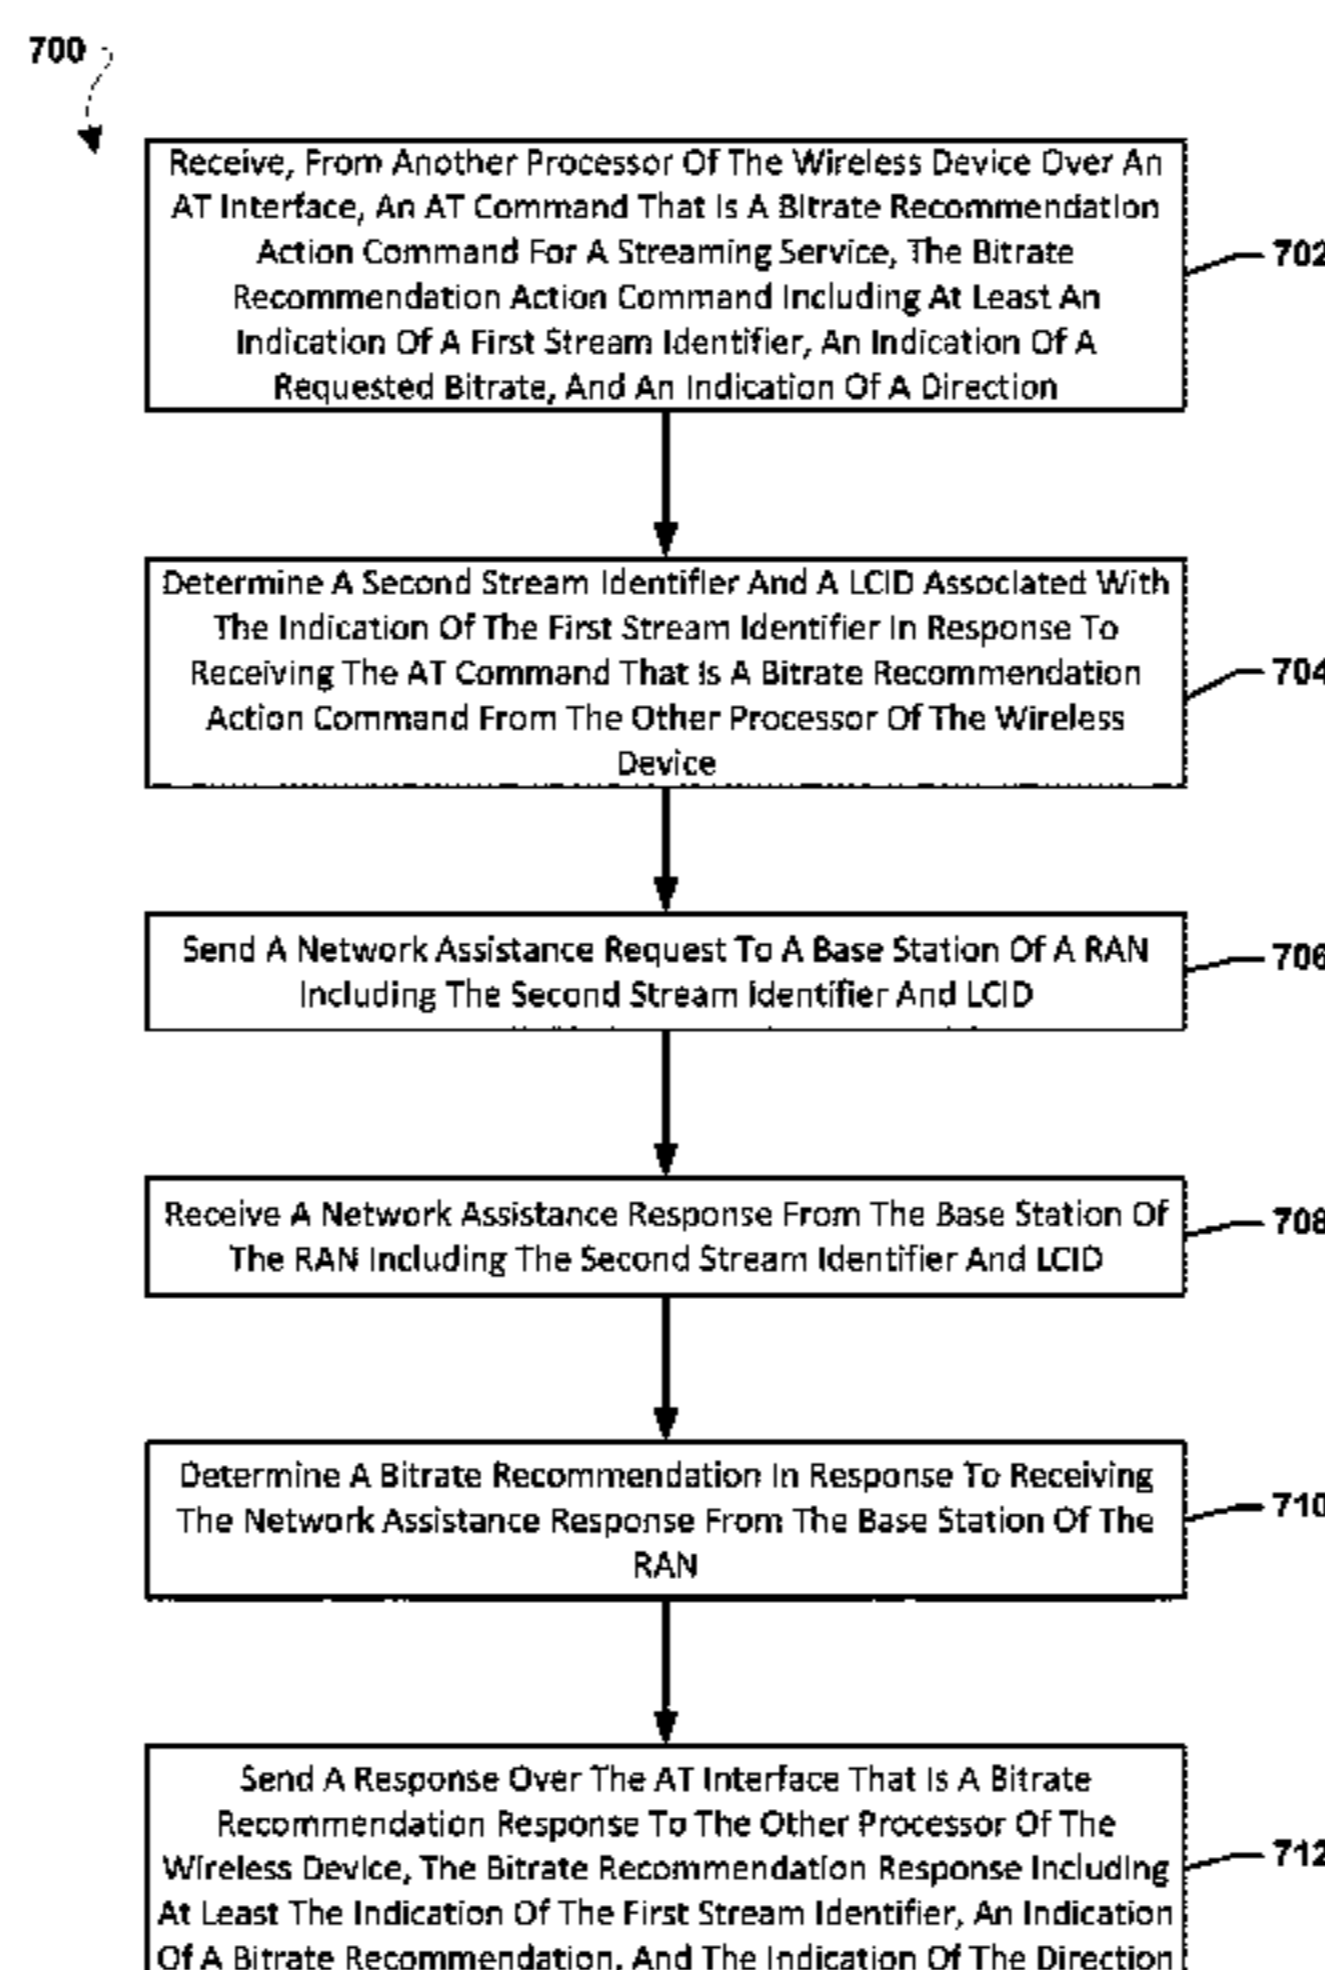 700
Receive, From Another Processor Of The Wireless Device Over An
AT Interface, An AT Command That Is A Bitrate Recommendation
Action Command For A Streaming Service, The Bitrate
Recommendation Action Command Including At Least An
Indication Of A First Stream Identifier, An Indication Of A
Requested Bitrate, And An Indication Of A Direction
702
Determine A Second Stream Identifier And A LCID Associated With
The Indication Of The First Stream Identifier In Response To
Receiving The AT Command That Is A Bitrate Recommendation
Action Command From The Other Processor Of The Wireless
Device
704
Send A Network Assistance Request To A Base Station Of A RAN
Including The Second Stream Identifier And LCID
706
Receive A Network Assistance Response From The Base Station Of
The RAN Including The Second Stream Identifier And LCID
708
Determine A Bitrate Recommendation In Response To Receiving
The Network Assistance Response From The Base Station Of The
RAN
710
Send A Response Over The AT Interface That Is A Bitrate
Recommendation Response To The Other Processor Of The
Wireless Device, The Bitrate Recommendation Response Including
At Least The Indication Of The First Stream Identifier, An Indication
Of A Bitrate Recommendation, And The Indication Of The Direction
712